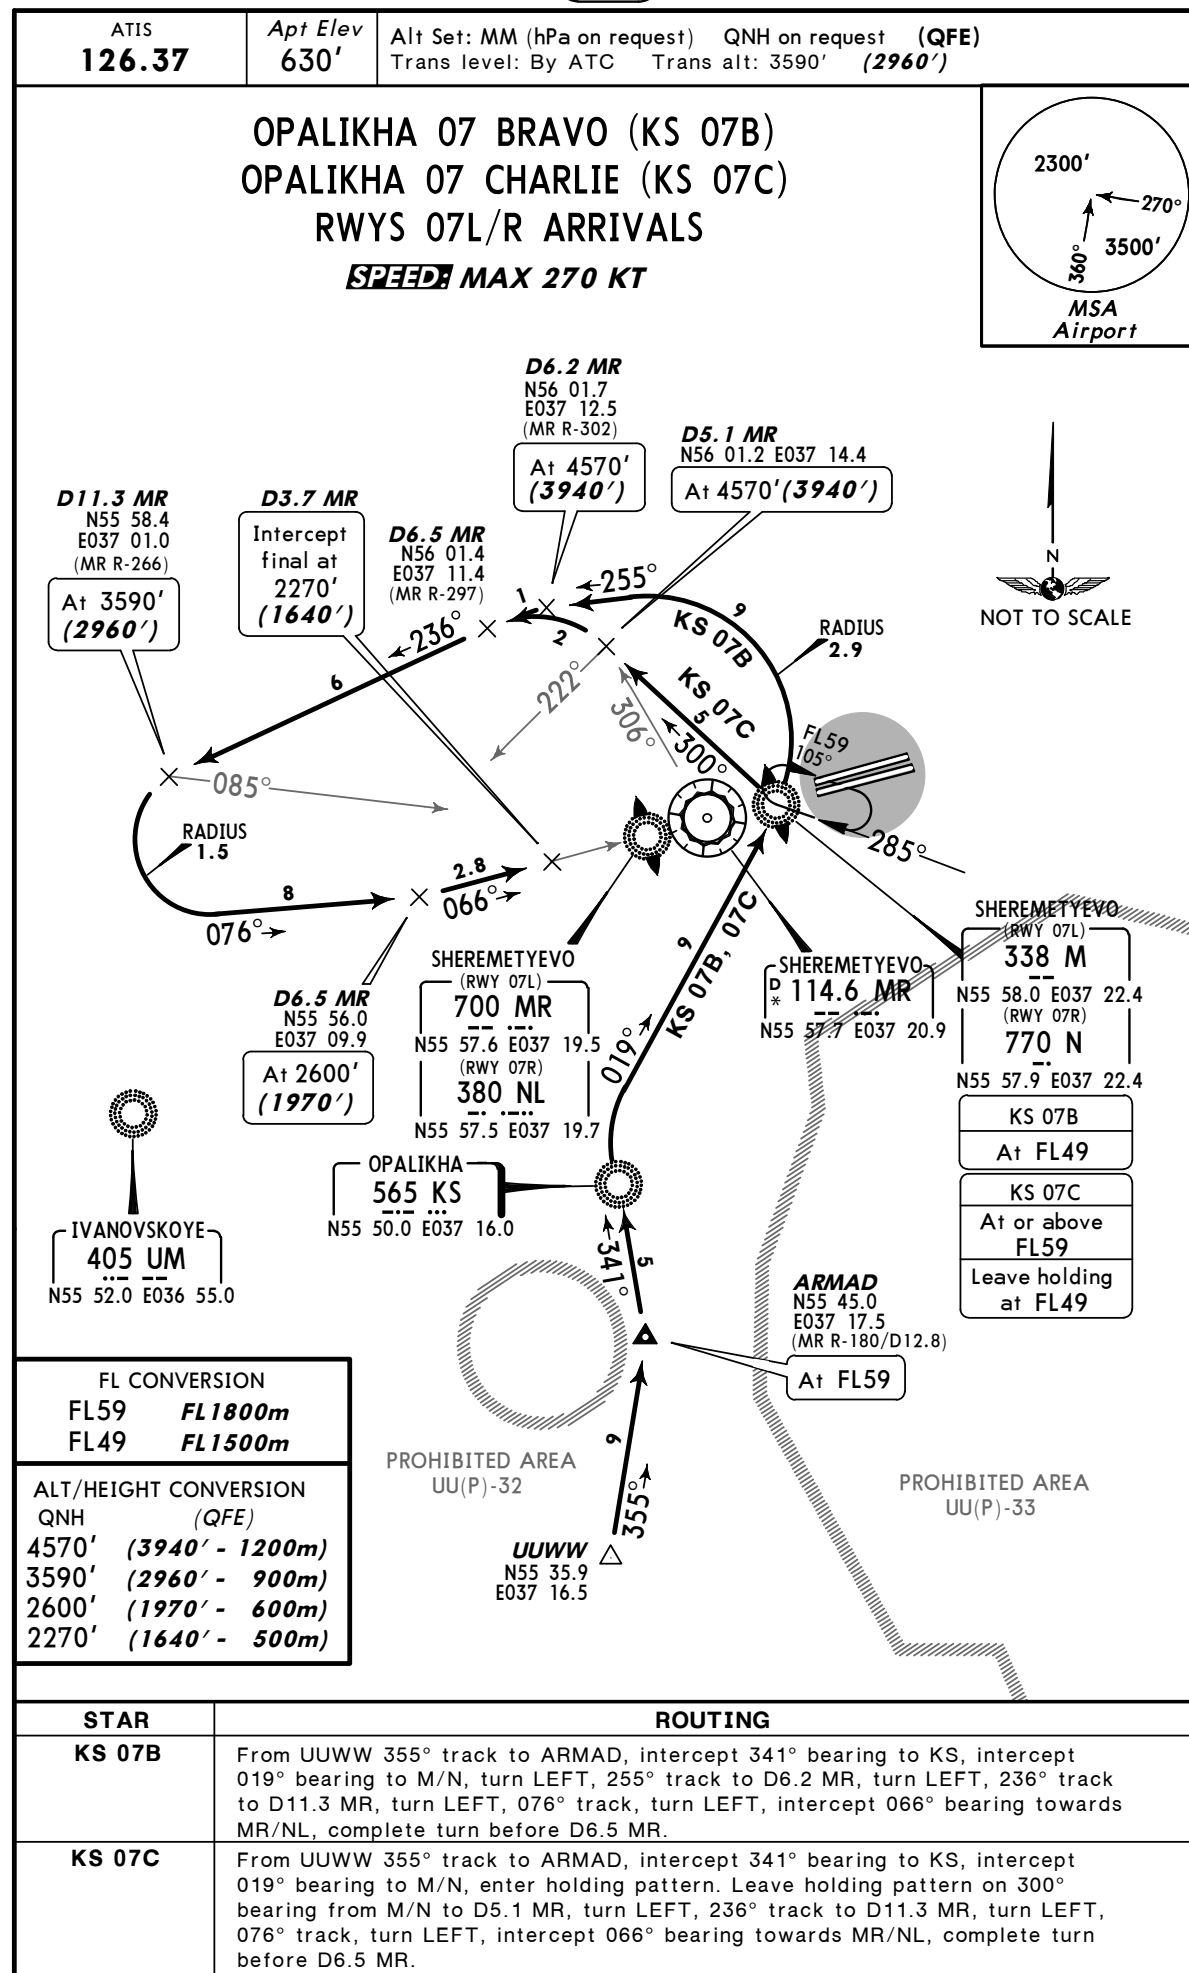 ATIS
126.37
Apt Elev
630'
Alt Set: MM (hPa on request) QNH on request (QFE)
Trans level: By ATC Trans alt: 3590' (2960')
OPALIKHA 07 BRAVO (KS 07B)
OPALIKHA 07 CHARLIE (KS 07C)
RWYS 07L/R ARRIVALS
SPEED: MAX 270 KT
2300'
270°
3500'
360°
MSA
Airport
D6.2 MR
N56 01.7
E037 12.5
(MR R-302)
At 4570'
(3940')
D5.1 MR
N56 01.2 E037 14.4
At 4570'(3940')
D11.3 MR
N55 58.4
E037 01.0
(MR R-266)
At 3590'
(2960')
D3.7 MR
Intercept
final at
2270'
(1640')
D6.5 MR
N56 01.4
E037 11.4
(MR R-297)
N
NOT TO SCALE
255°
1
2
9
KS 07B
RADIUS
2.9
236°
6
222°
306°
KS 07C
5
300°
FL59
105°
285°
085°
RADIUS
1.5
8
076°
2.8
066°
9
KS 07B, 07C
019°
SHEREMETYEVO
(RWY 07L)
700 MR
N55 57.6 E037 19.5
(RWY 07R)
380 NL
N55 57.5 E037 19.7
SHEREMETYEVO
D
* 114.6 MR
N55 57.7 E037 20.9
SHEREMETYEVO
(RWY 07L)
338 M
N55 58.0 E037 22.4
(RWY 07R)
770 N
N55 57.9 E037 22.4
KS 07B
At FL49
KS 07C
At or above
FL59
Leave holding
at FL49
D6.5 MR
N55 56.0
E037 09.9
At 2600'
(1970')
OPALIKHA
565 KS
N55 50.0 E037 16.0
IVANOVSKOYE
405 UM
N55 52.0 E036 55.0
341°
5
ARMAD
N55 45.0
E037 17.5
(MR R-180/D12.8)
At FL59
FL CONVERSION
FL59 FL1800m
FL49 FL1500m
ALT/HEIGHT CONVERSION
QNH (QFE)
4570' (3940' - 1200m)
3590' (2960' - 900m)
2600' (1970' - 600m)
2270' (1640' - 500m)
PROHIBITED AREA
UU(P)-32
PROHIBITED AREA
UU(P)-33
9
355°
UUWW
N55 35.9
E037 16.5
STAR ROUTING
KS 07B
From UUWW 355° track to ARMAD, intercept 341° bearing to KS, intercept
019° bearing to M/N, turn LEFT, 255° track to D6.2 MR, turn LEFT, 236° track
to D11.3 MR, turn LEFT, 076° track, turn LEFT, intercept 066° bearing towards
MR/NL, complete turn before D6.5 MR.
KS 07C
From UUWW 355° track to ARMAD, intercept 341° bearing to KS, intercept
019° bearing to M/N, enter holding pattern. Leave holding pattern on 300°
bearing from M/N to D5.1 MR, turn LEFT, 236° track to D11.3 MR, turn LEFT,
076° track, turn LEFT, intercept 066° bearing towards MR/NL, complete turn
before D6.5 MR.